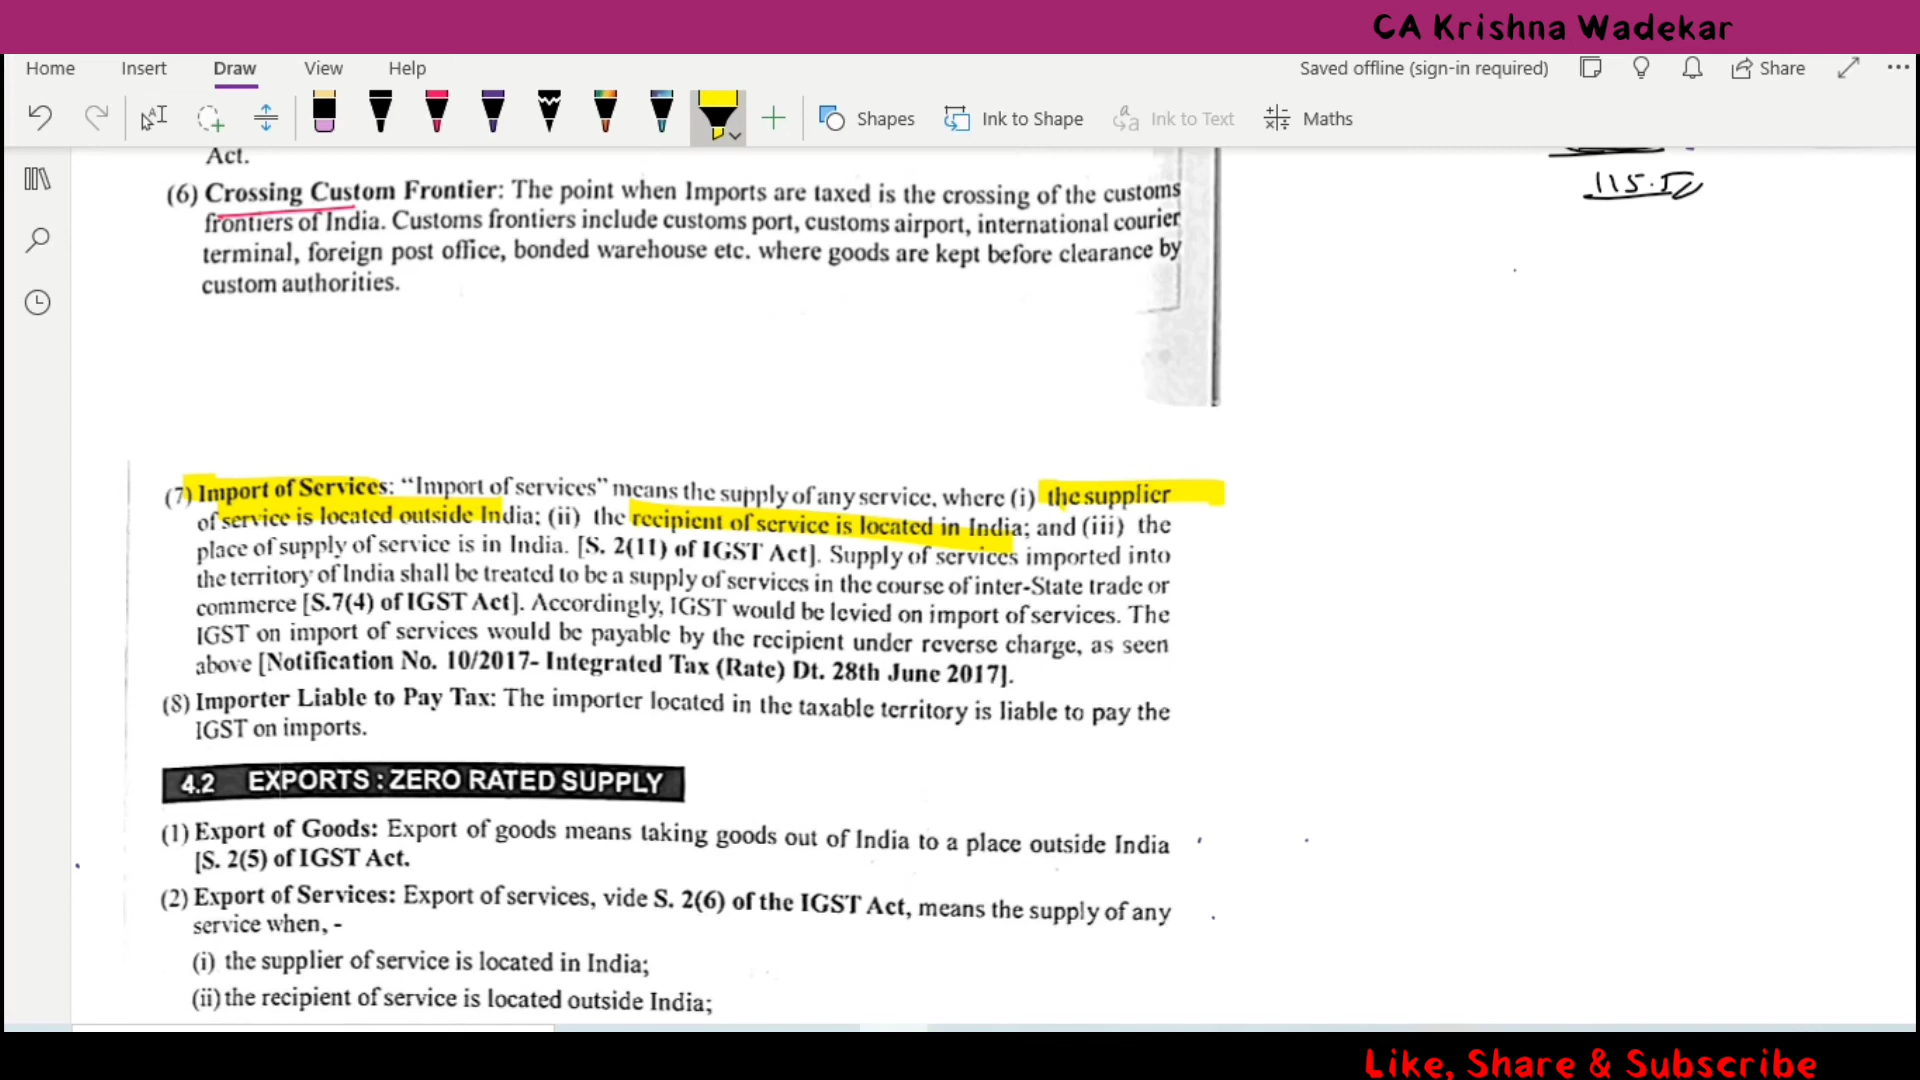 CA Krishna Wadekar
Home Insert Draw View Help Saved offline (sign-in required) Share
Shapes Ink to Shape Ink to Text Maths
Act.
(6) Crossing Custom Frontier: The point when Imports are taxed is the crossing of the customs
frontiers of India. Customs frontiers include customs port, customs airport, international courier
terminal, foreign post office, bonded warehouse etc. where goods are kept before clearance by
custom authorities.
115.50
(7) Import of Services: “Import of services” means the supply of any service, where (i) the supplier
of service is located outside India; (ii) the recipient of service is located in India; and (iii) the
place of supply of service is in India. [S. 2(11) of IGST Act]. Supply of services imported into
the territory of India shall be treated to be a supply of services in the course of inter-State trade or
commerce [S.7(4) of IGST Act]. Accordingly, IGST would be levied on import of services. The
IGST on import of services would be payable by the recipient under reverse charge, as seen
above [Notification No. 10/2017- Integrated Tax (Rate) Dt. 28th June 2017].
(8) Importer Liable to Pay Tax: The importer located in the taxable territory is liable to pay the
IGST on imports.
4.2 EXPORTS : ZERO RATED SUPPLY
(1) Export of Goods: Export of goods means taking goods out of India to a place outside India
[S. 2(5) of IGST Act.
(2) Export of Services: Export of services, vide S. 2(6) of the IGST Act, means the supply of any
service when, -
(i) the supplier of service is located in India;
(ii) the recipient of service is located outside India;
Like, Share & Subscribe